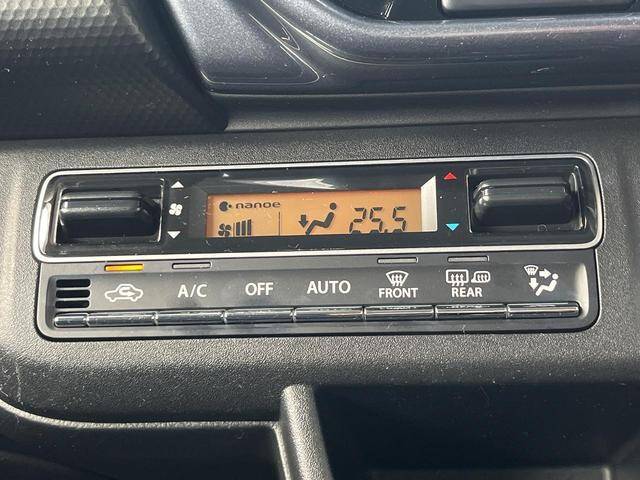 nanoe
25.5
A/C
OFF
AUTO
FRONT
REAR